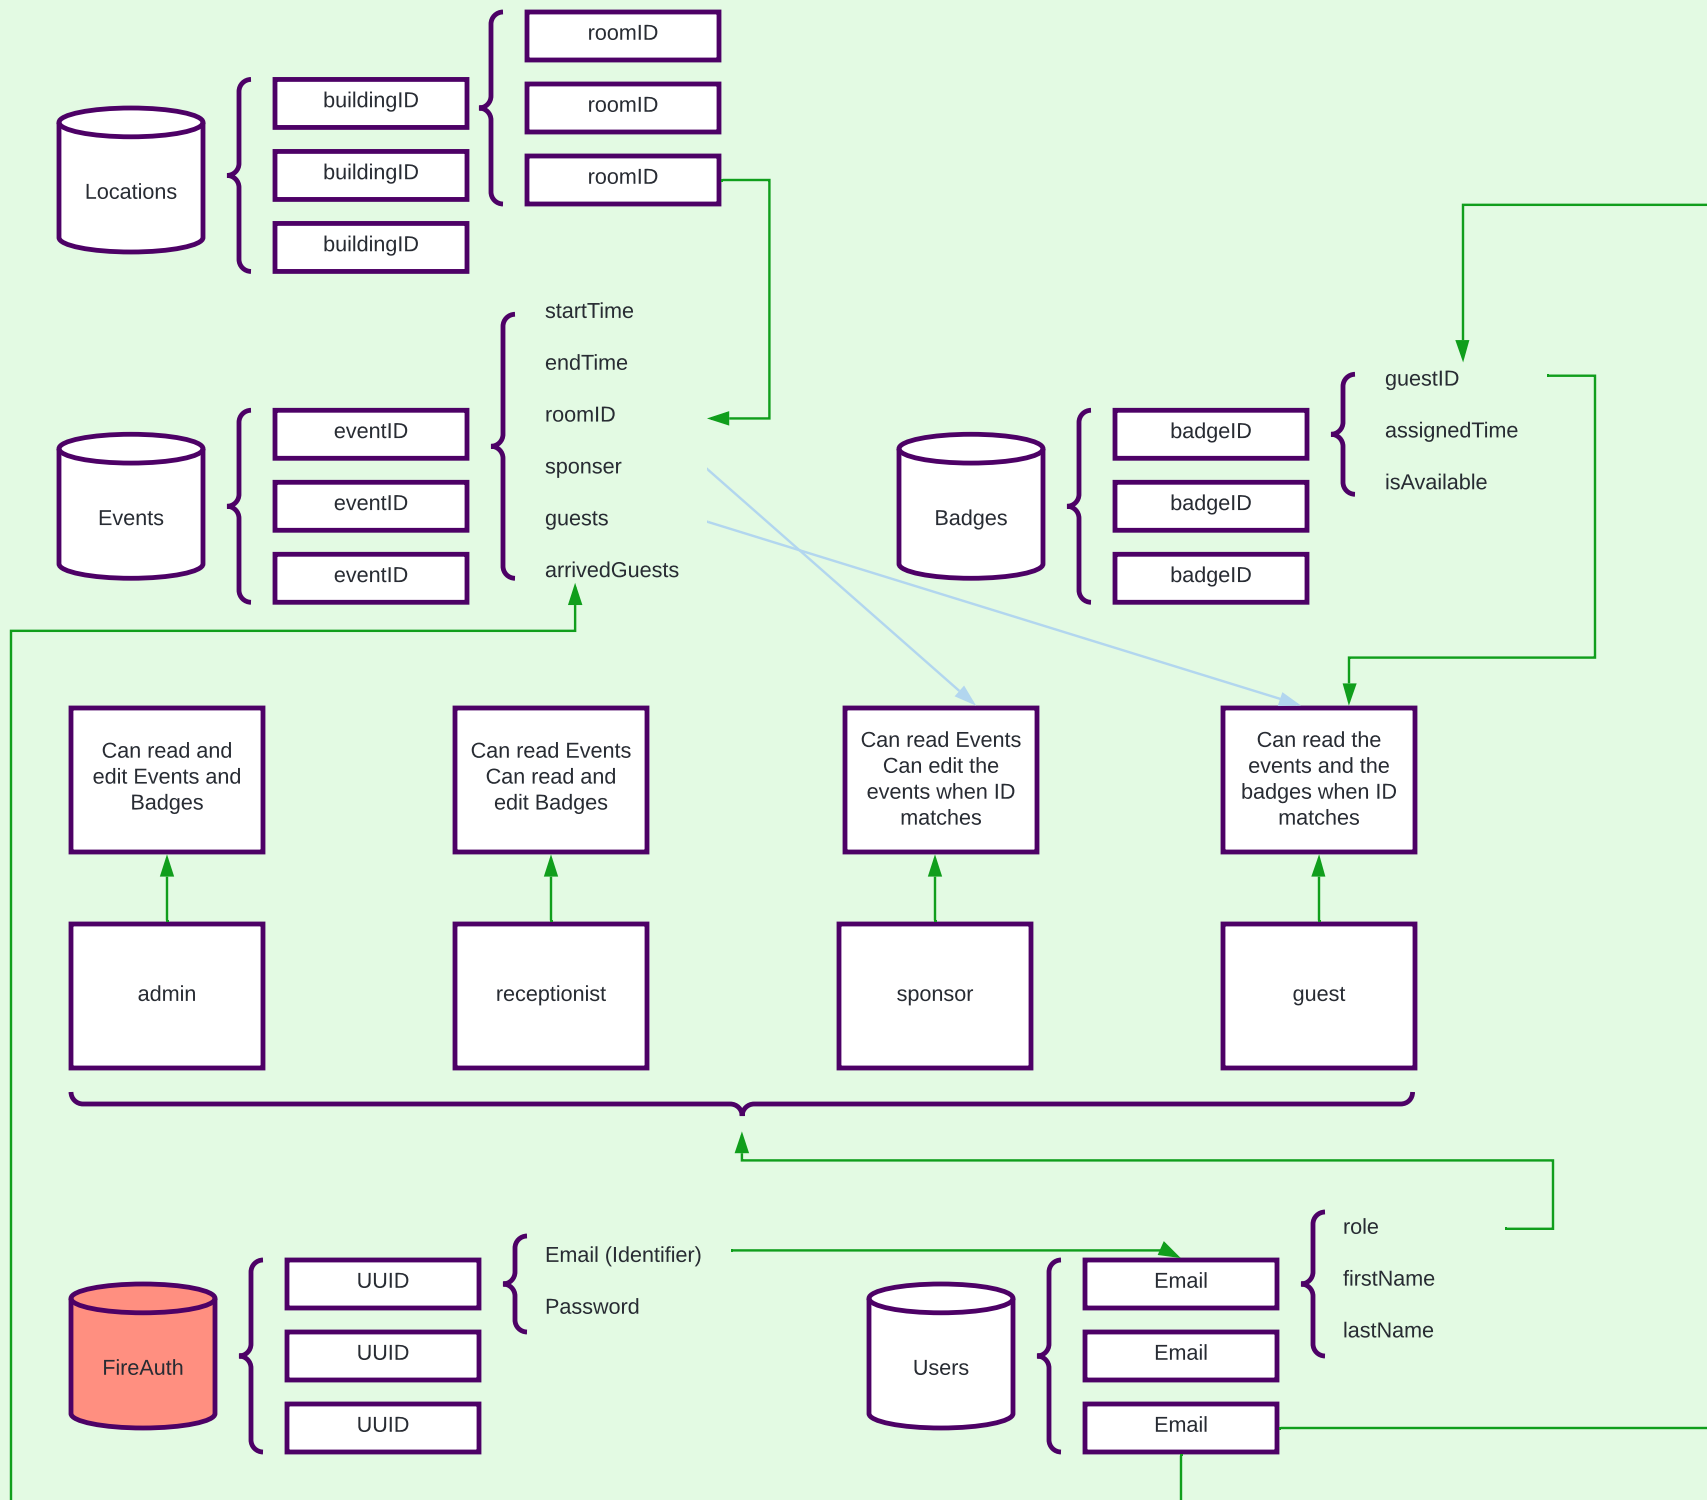 roomID
buildingID
roomID
buildingID
roomID
Locations
buildingID
startTime
endTime
roomID
sponser
guests
arrivedGuests
eventID
eventID
eventID
Events
guestID
assignedTime
isAvailable
badgeID
badgeID
badgeID
Badges
Can read and
edit Events and
Badges
Can read Events
Can read and
edit Badges
Can read Events
Can edit the
events when ID
matches
Can read the
events and the
badges when ID
matches
admin
receptionist
sponsor
guest
Email (Identifier)
Password
UUID
UUID
UUID
FireAuth
role
firstName
lastName
Email
Email
Email
Users